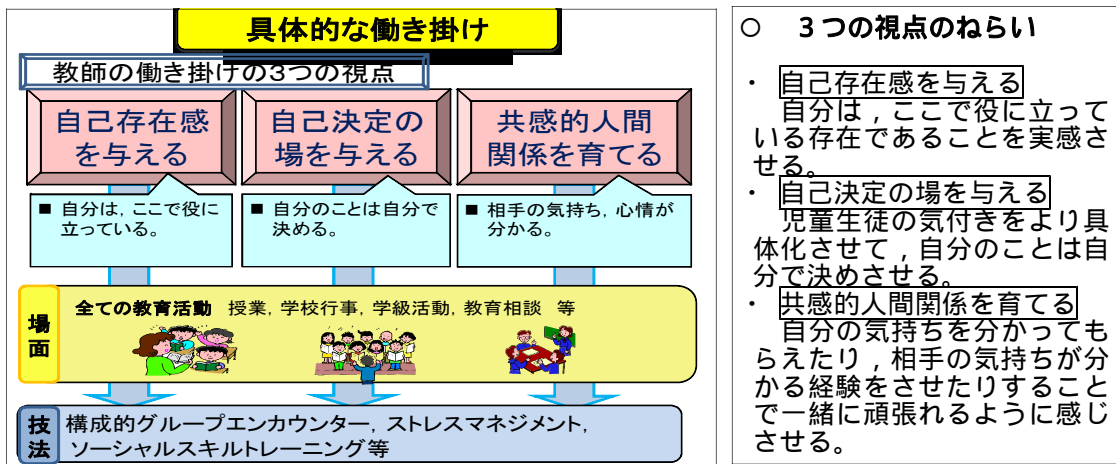 具体的な働き掛け
教師の働き掛けの3つの視点
自己存在感
を与える
自己決定の
場を与える
共感的人間
関係を育てる
■ 自分は，ここで役に
立っている。
■ 自分のことは自分で
決める。
■ 相手の気持ち，心情が
分かる。
場面
全ての教育活動 授業，学校行事，学級活動，教育相談 等
技法
構成的グループエンカウンター，ストレスマネジメント，
ソーシャルスキルトレーニング等
○ 3つの視点のねらい
・ 自己存在感を与える
自分は，ここで役に立って
いる存在であることを実感さ
せる。
・ 自己決定の場を与える
児童生徒の気付きをより具
体化させて，自分のことは自
分で決めさせる。
・ 共感的人間関係を育てる
自分の気持ちを分かっても
らえたり，相手の気持ちが分
かる経験をさせたりすること
で一緒に頑張れるように感じ
させる。